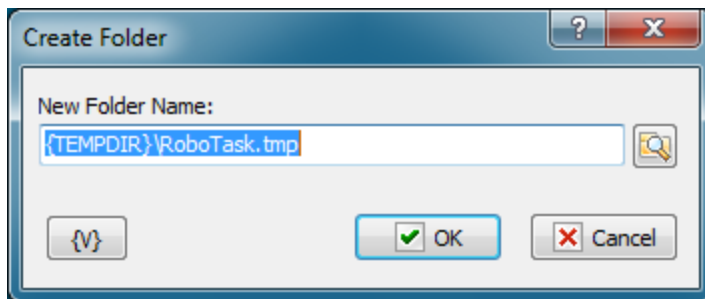 Create Folder
?
New Folder Name:
{TEMPDIR}\RoboTask.tmp
{V}
OK
Cancel